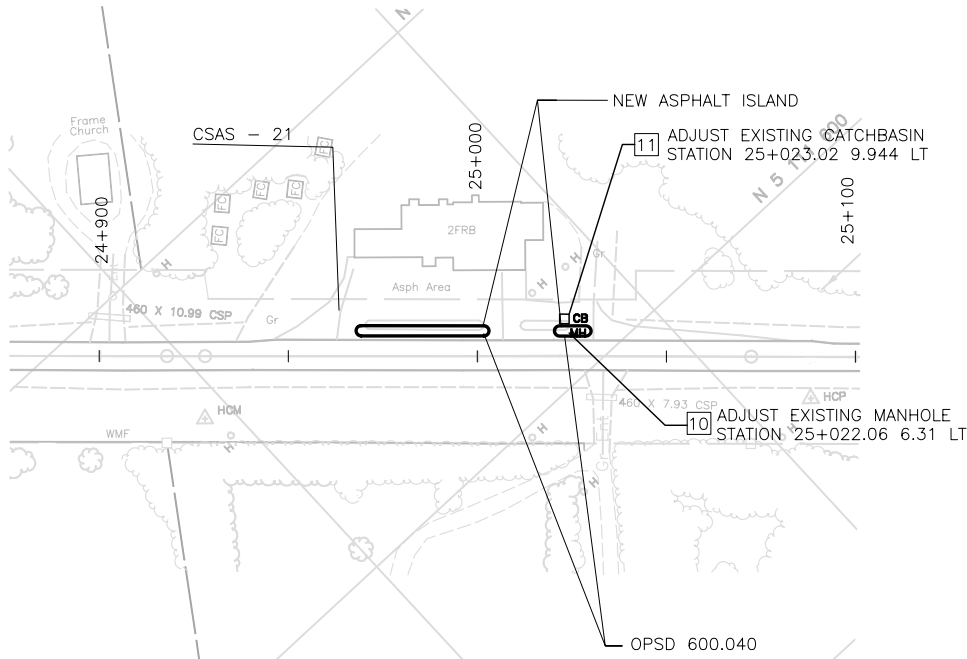 N
NEW ASPHALT ISLAND
CSAS - 21
25+000
Frame
Church
FC
FC
FC
FC
FC
11 ADJUST EXISTING CATCHBASIN
STATION 25+023.02 9.944 LT
24+900
25+100
2FRB
H
H
H
Gr
Asph Area
460 X 10.99 CSP
Gr
CB
MH
460 X 7.93 CSP
HCM
HCP
10 ADJUST EXISTING MANHOLE
STATION 25+022.06 6.31 LT
WMF
H
H
H
H
Gr
OPSD 600.040